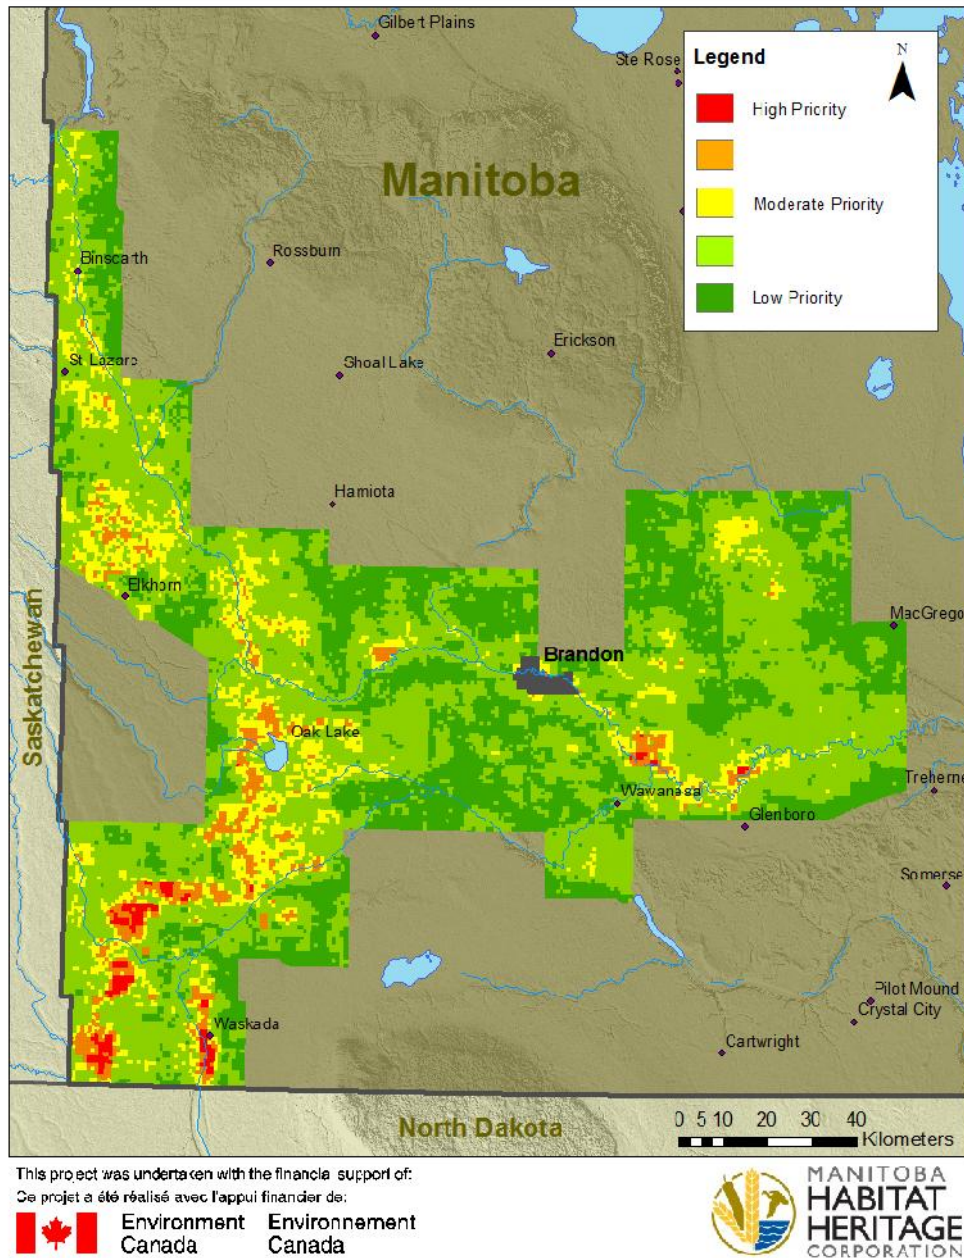 Gilbert Plains
Ste Rose
Legend
N
High Priority
Moderate Priority
Low Priority
Manitoba
Binscarth
Rossburn
Erickson
St Lazare
Shoal Lake
Hamiota
Elkhorn
MacGrego
Brandon
Saskatchewan
Oak Lake
Treherne
Wawanesa
Glenboro
Somerse
Pilot Mound
Crystal City
Waskada
Cartwright
North Dakota
0 5 10 20 30 40
Kilometers
This project was undertaken with the financial support of:
Ce projet a été réalisé avec l'appui financier de:
Environment Environnement
Canada Canada
MANITOBA
HABITAT
HERITAGE
CORPORATION